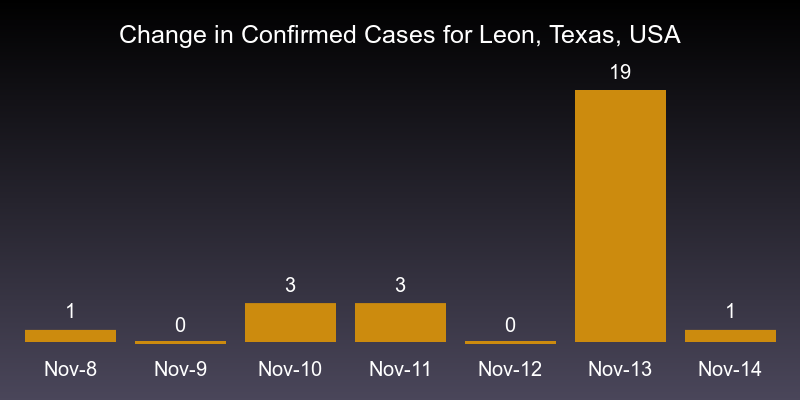 Change in Confirmed Cases for Leon, Texas, USA
19
3
3
1
1
0
0
Nov-8
Nov-9
Nov-10
Nov-11
Nov-12
Nov-13
Nov-14